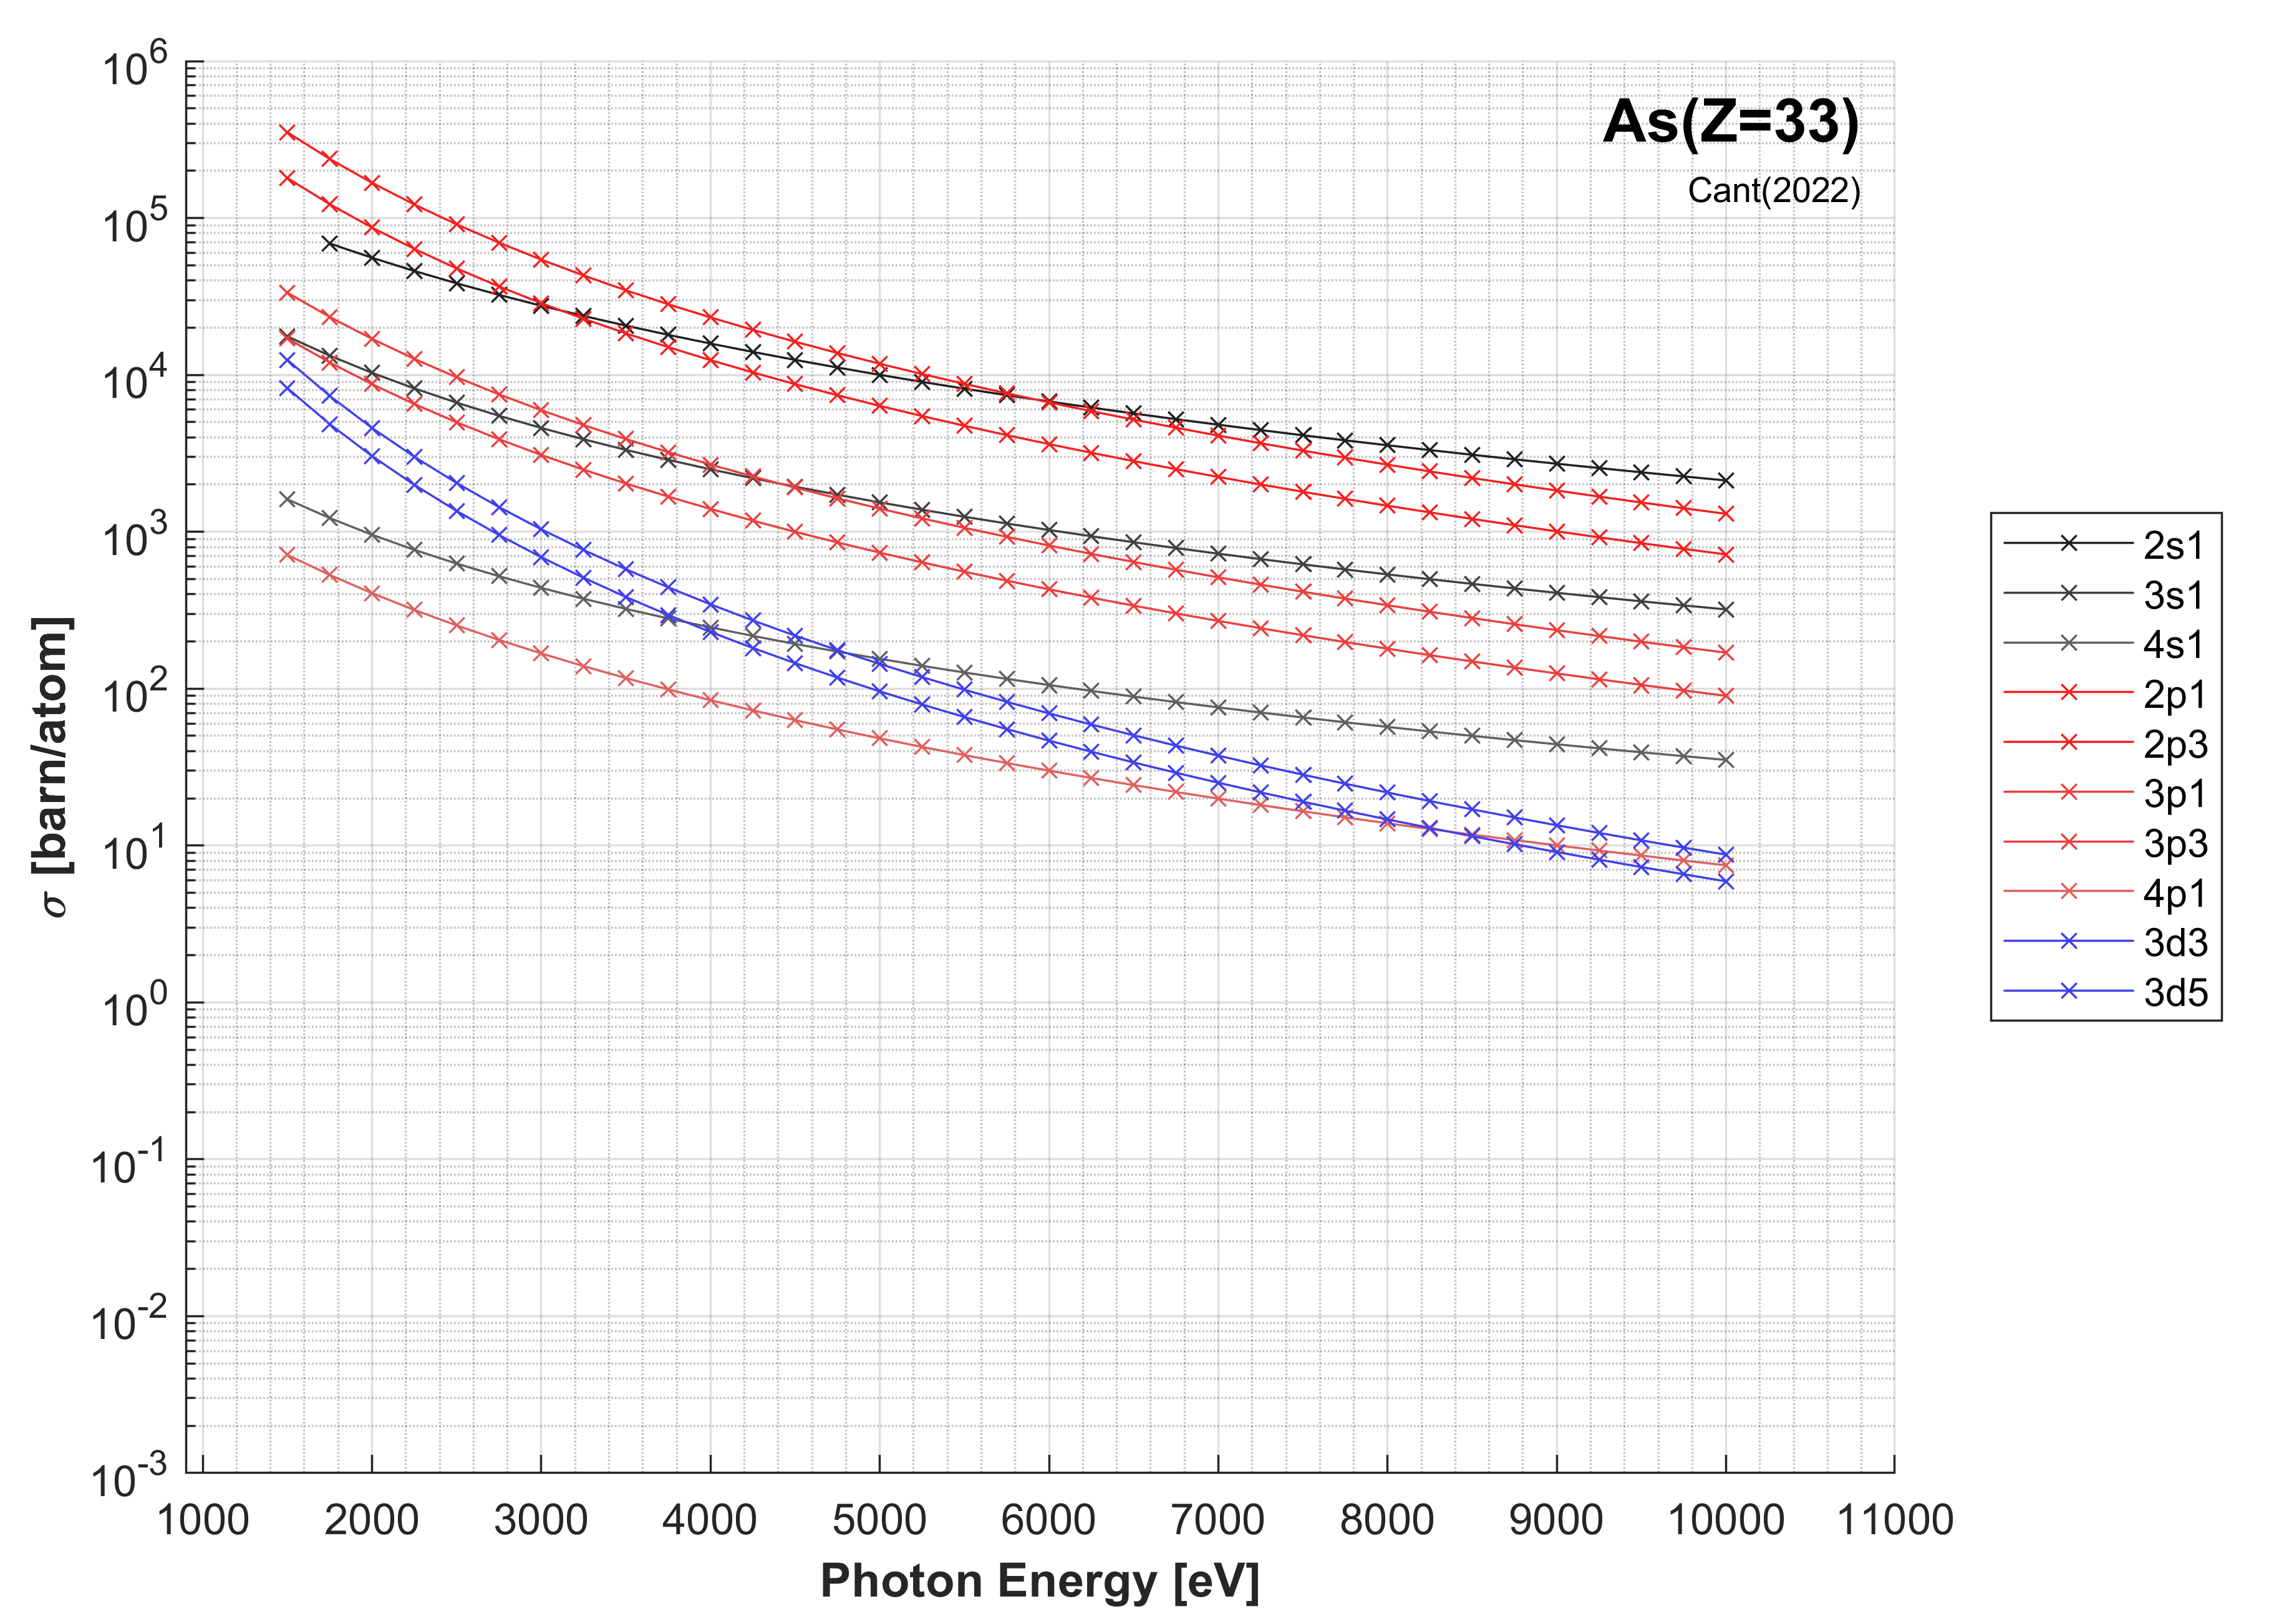 As(Z=33)
Cant(2022)
10^6
10^5
10^4
10^3
10^2
10^1
10^0
10^-1
10^-2
10^-3
σ [barn/atom]
1000 2000 3000 4000 5000 6000 7000 8000 9000 10000 11000
Photon Energy [eV]
2s1
3s1
4s1
2p1
2p3
3p1
3p3
4p1
3d3
3d5